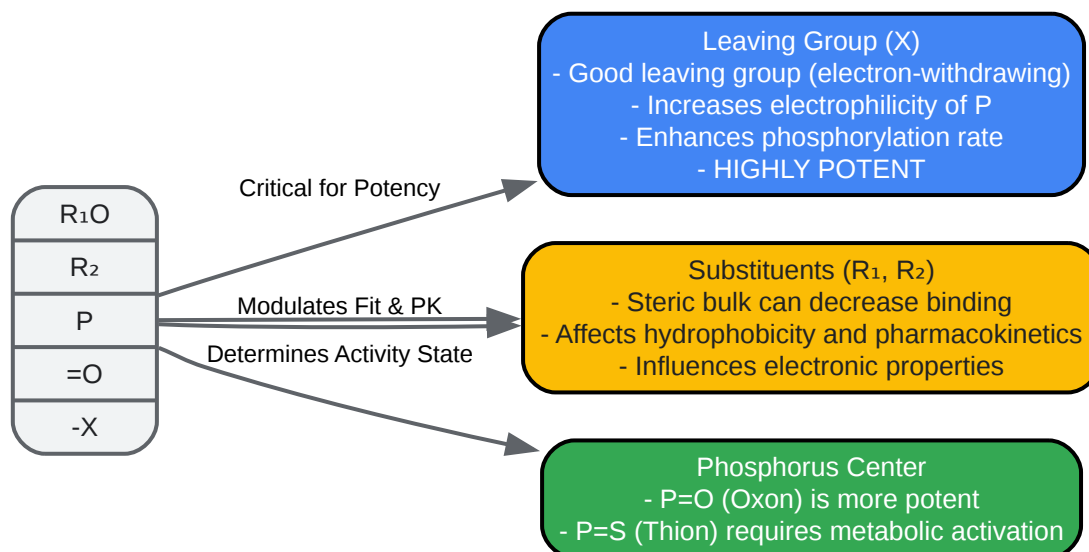 R₁O
R₂
P
=O
-X
Critical for Potency
Modulates Fit & PK
Determines Activity State
Leaving Group (X)
- Good leaving group (electron-withdrawing)
- Increases electrophilicity of P
- Enhances phosphorylation rate
- HIGHLY POTENT
Substituents (R₁, R₂)
- Steric bulk can decrease binding
- Affects hydrophobicity and pharmacokinetics
- Influences electronic properties
Phosphorus Center
- P=O (Oxon) is more potent
- P=S (Thion) requires metabolic activation